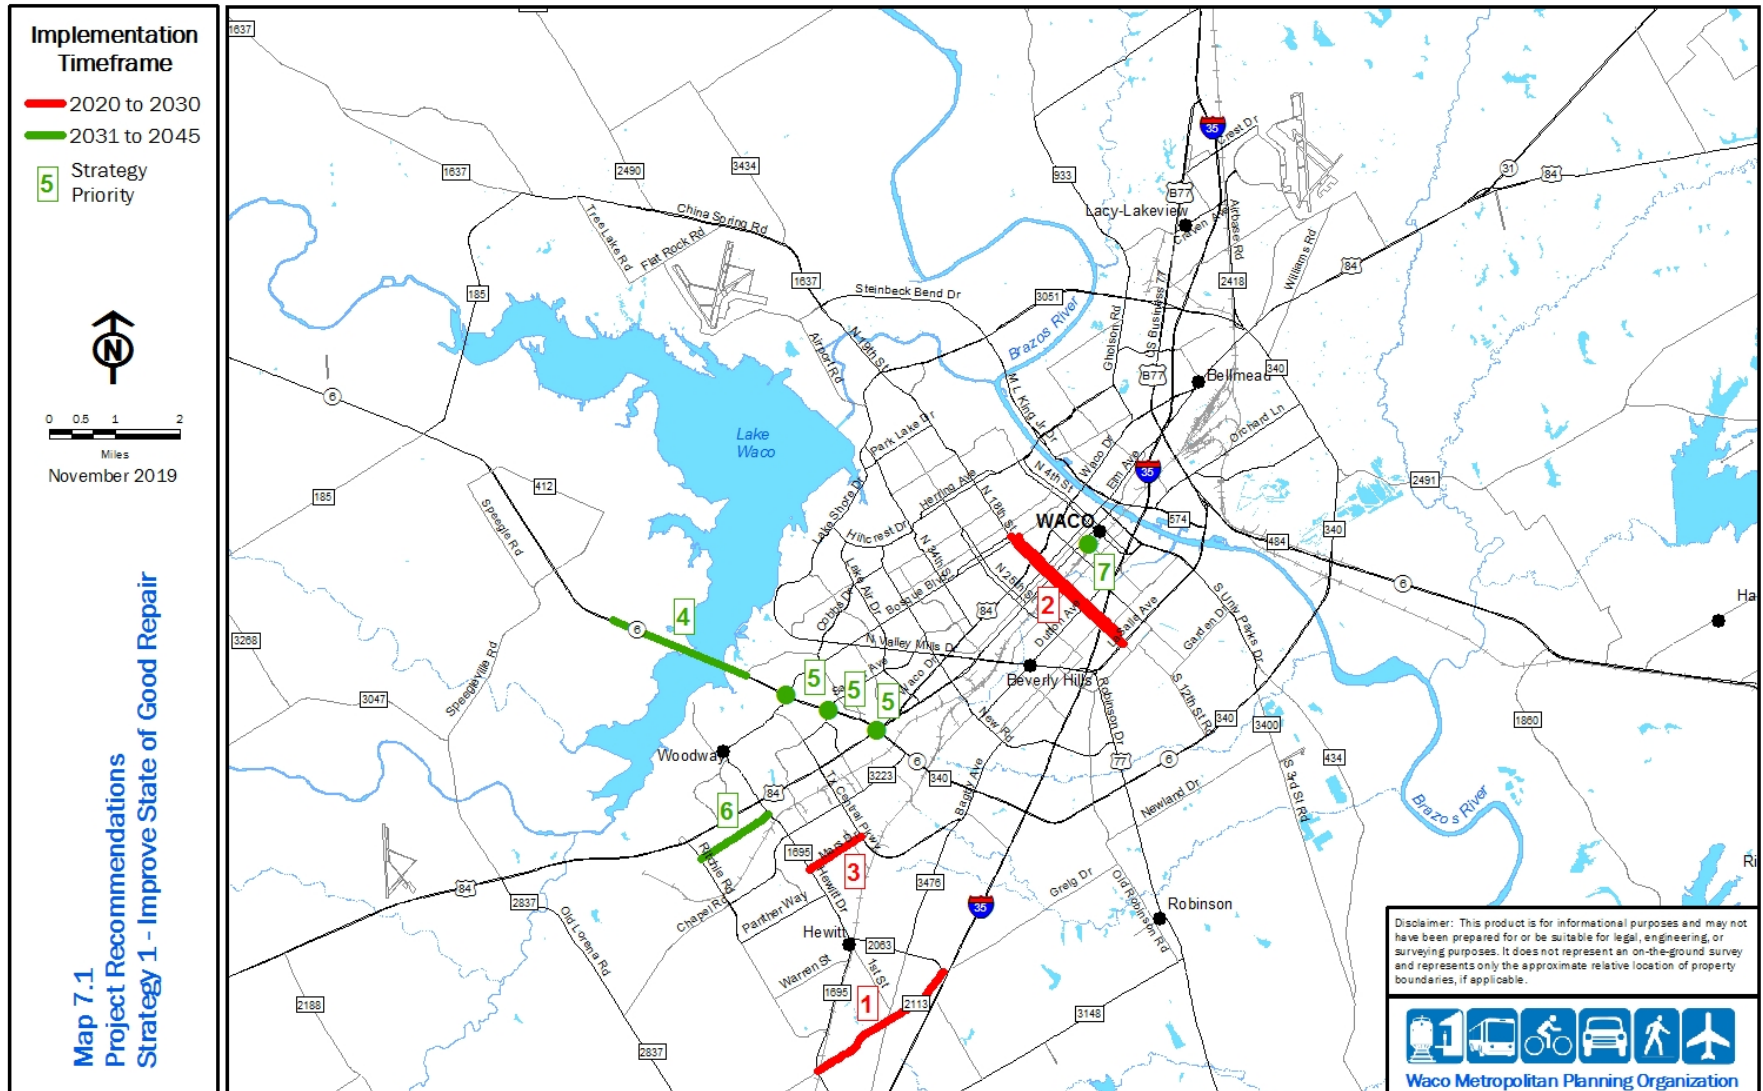 Implementation
Timeframe
2020 to 2030
2031 to 2045
5
Strategy
Priority
N
0 0.5 1 2
Miles
November 2019
Map 7.1
Project Recommendations
Strategy 1 - Improve State of Good Repair
1637
35
Crest Dr
31
84
1637
2490
3434
933
B77
Lacy-Lakeview
Craven Ave
Airbase Rd
Williams Rd
China Spring Rd
Tree Lake Rd
Flat Rock Rd
84
185
1637
Steinbeck Bend Dr
3051
2418
US Business 77
Gholson Rd
Brazos River
Airport Rd
N 19th St
340
B77
Bellmead
6
M L King Jr Dr
Park Lake Dr
Orchard Ln
Lake
Waco
Waco Dr
Elm Ave
N 4th St
35
2491
412
185
Speegle Rd
Lake Shore Dr
Herring Ave
N 18th St
Hillcrest Dr
WACO
574
340
484
N 34th St
7
6
Lake Air Dr
Bosque Blvd
N 25th St
2
84
Cobbs Dr
Dutton Ave
LaSalle Ave
Garden Dr
S Univ Parks Dr
Ha
4
6
3268
N Valley Mills Dr
Speegleville Rd
5
5
5
Waco Dr
Beverly Hills
3047
Robinson Dr
S 12th St Rd
New Rd
340
3400
1860
Woodway
3223
6
340
77
6
434
84
Tx Central Pkwy
Bagby Ave
Newland Dr
S 3rd St Rd
Brazos River
6
1695
Mars Dr
3
Ritchie Rd
Hewitt Dr
84
2837
Chapel Rd
Panther Way
3476
35
Greig Dr
Old Robinson Rd
Robinson
Ri
Old Lorena Rd
Hewitt
2063
Warren St
1st St
1695
1
2113
2188
3148
2837
Disclaimer: This product is for informational purposes and may not
have been prepared for or be suitable for legal, engineering, or
surveying purposes. It does not represent an on-the-ground survey
and represents only the approximate relative location of property
boundaries, if applicable.
Waco Metropolitan Planning Organization